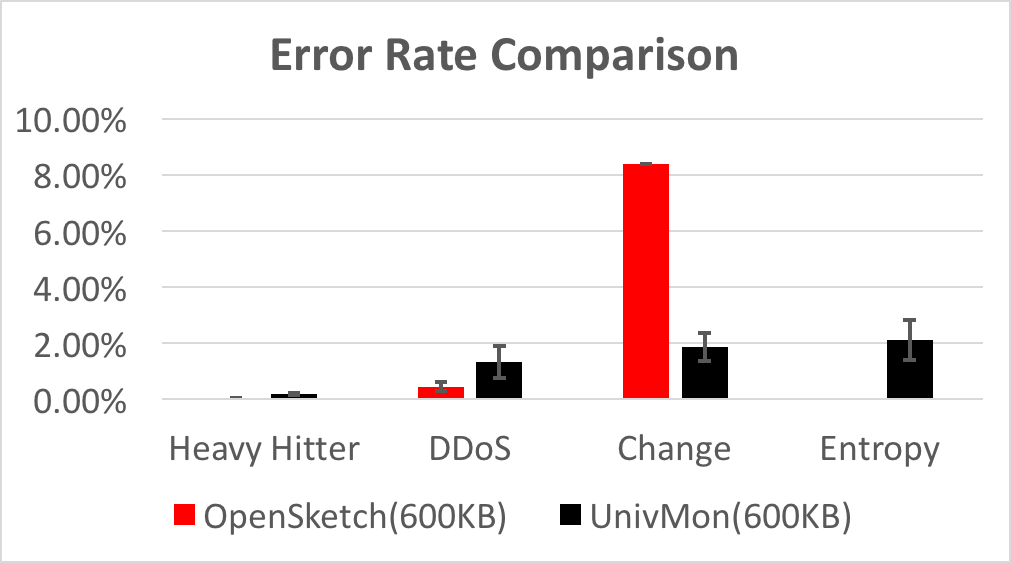 Error Rate Comparison
10.00%
8.00%
6.00%
4.00%
2.00%
0.00%
Heavy Hitter DDoS Change Entropy
OpenSketch(600KB) UnivMon(600KB)